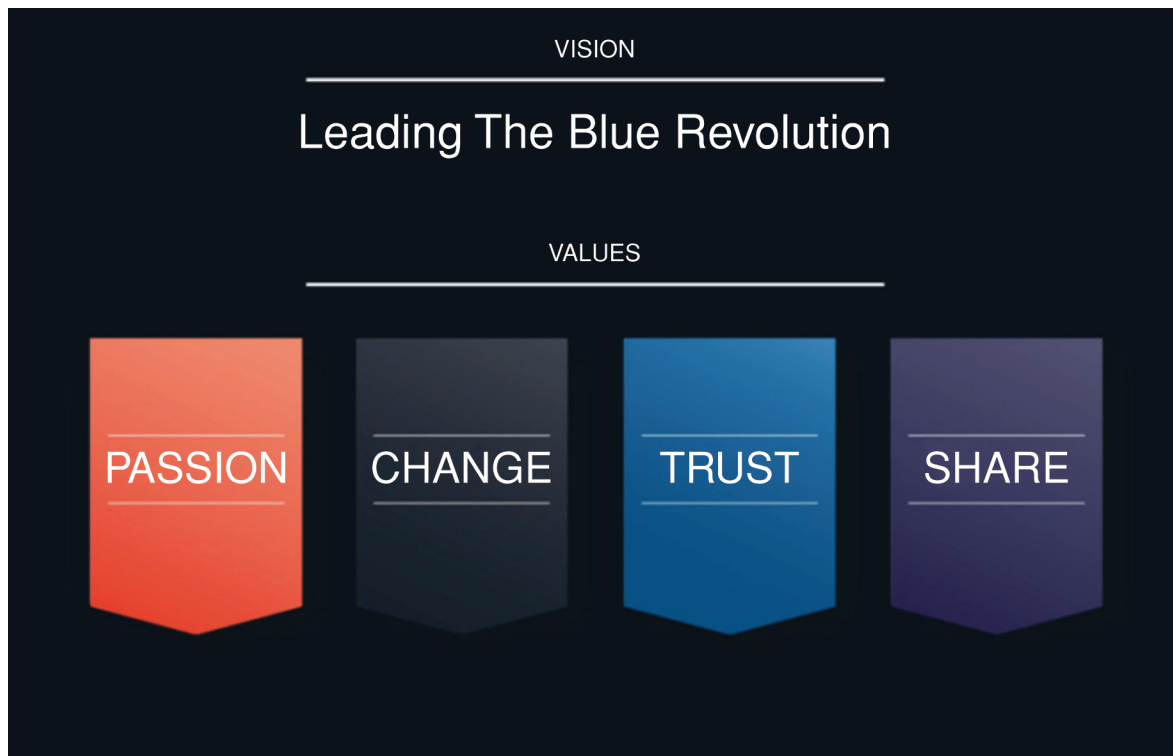 VISION
Leading The Blue Revolution
VALUES
PASSION CHANGE TRUST SHARE